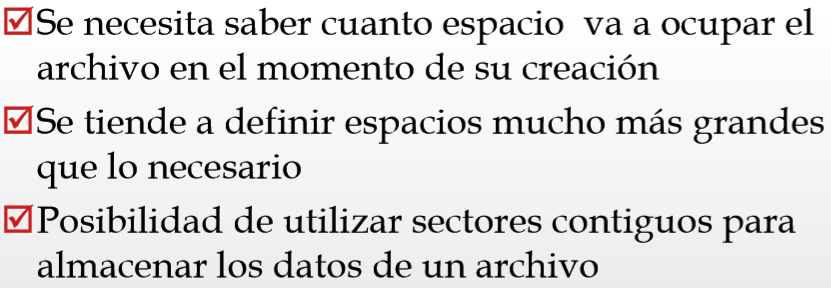 Se necesita saber cuanto espacio va a ocupar el
archivo en el momento de su creación
Se tiende a definir espacios mucho más grandes
que lo necesario
Posibilidad de utilizar sectores contiguos para
almacenar los datos de un archivo